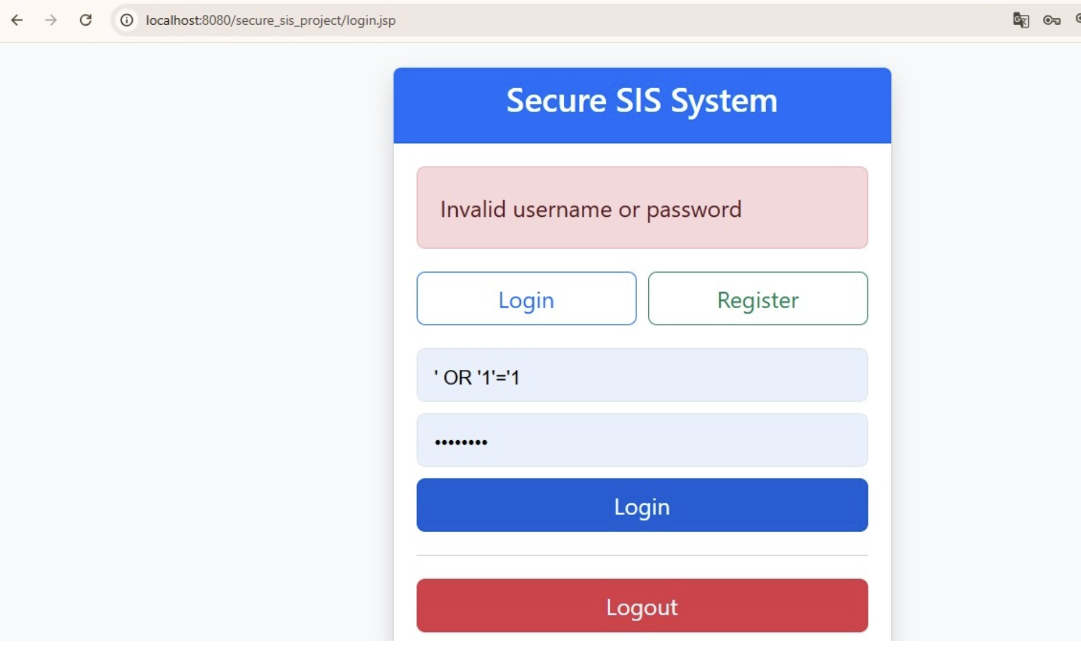 localhost:8080/secure_sis_project/login.jsp
Secure SIS System
Invalid username or password
Login
Register
' OR '1'='1
••••••••
Login
Logout